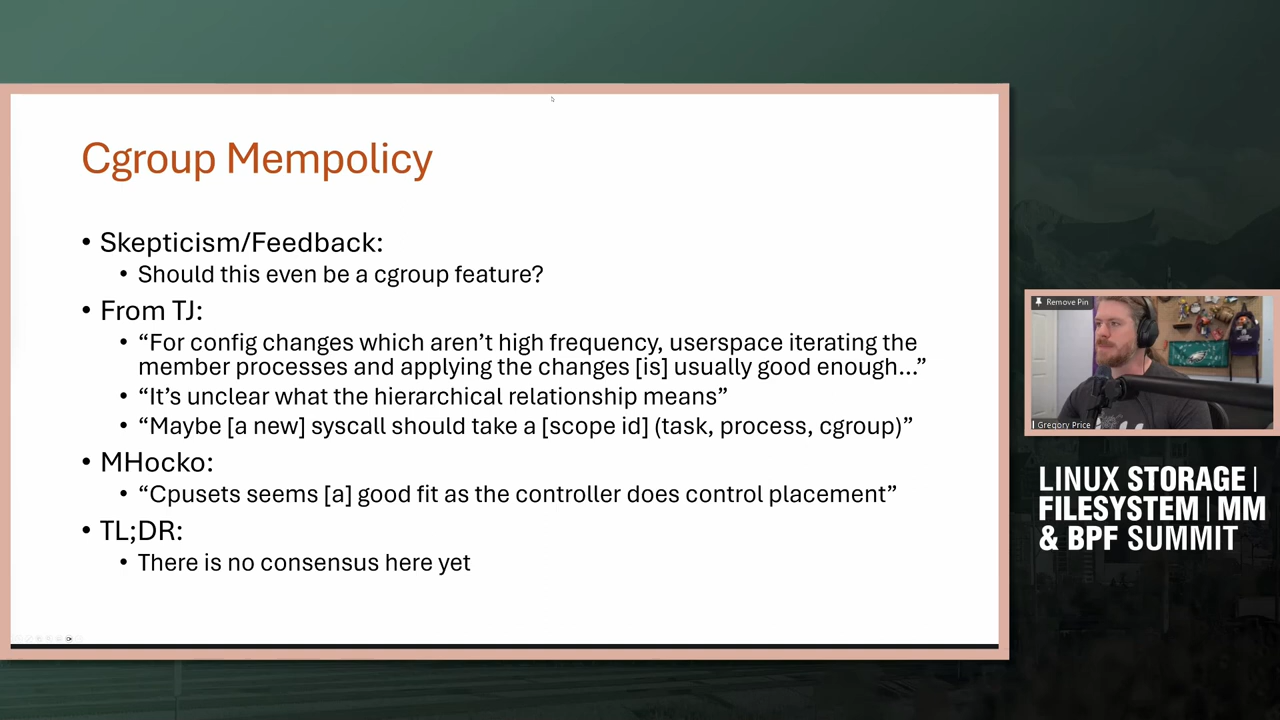 Cgroup Mempolicy
• Skepticism/Feedback:
• Should this even be a cgroup feature?
• From TJ:
• “For config changes which aren’t high frequency, userspace iterating the
member processes and applying the changes [is] usually good enough…”
• “It’s unclear what the hierarchical relationship means”
• “Maybe [a new] syscall should take a [scope id] (task, process, cgroup)”
• MHocko:
• “Cpusets seems [a] good fit as the controller does control placement”
• TL;DR:
• There is no consensus here yet
Remove Pin
Gregory Price
LINUX STORAGE |
FILESYSTEM | MM
& BPF SUMMIT